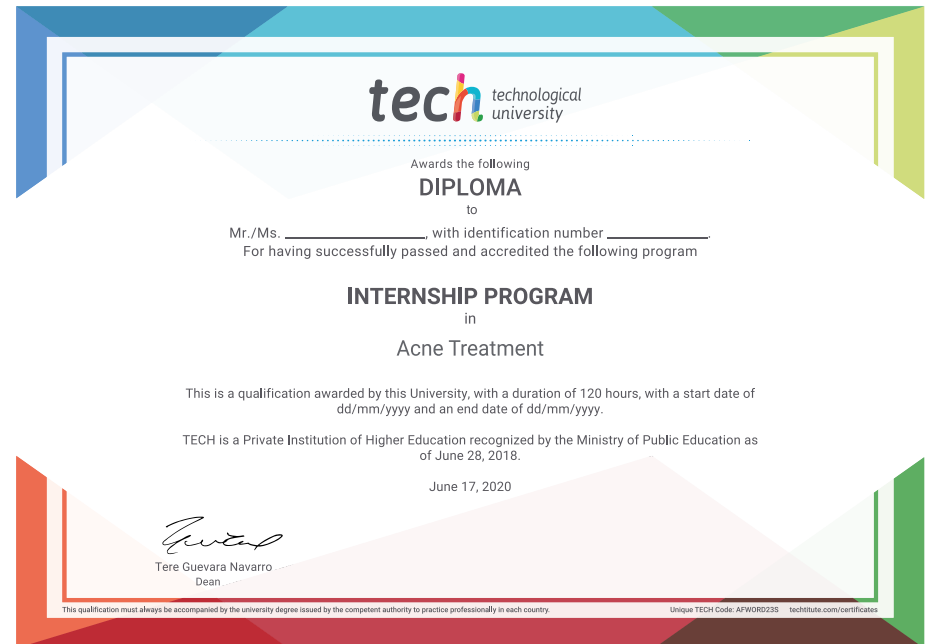 tech technological
university
Awards the following
DIPLOMA
to
Mr./Ms. ____________________, with identification number ______________.
For having successfully passed and accredited the following program
INTERNSHIP PROGRAM
in
Acne Treatment
This is a qualification awarded by this University, with a duration of 120 hours, with a start date of
dd/mm/yyyy and an end date of dd/mm/yyyy.
TECH is a Private Institution of Higher Education recognized by the Ministry of Public Education as
of June 28, 2018.
June 17, 2020
Tere Guevara Navarro
Dean
This qualification must always be accompanied by the university degree issued by the competent authority to practice professionally in each country.
Unique TECH Code: AFWORD23S techtitute.com/certificates